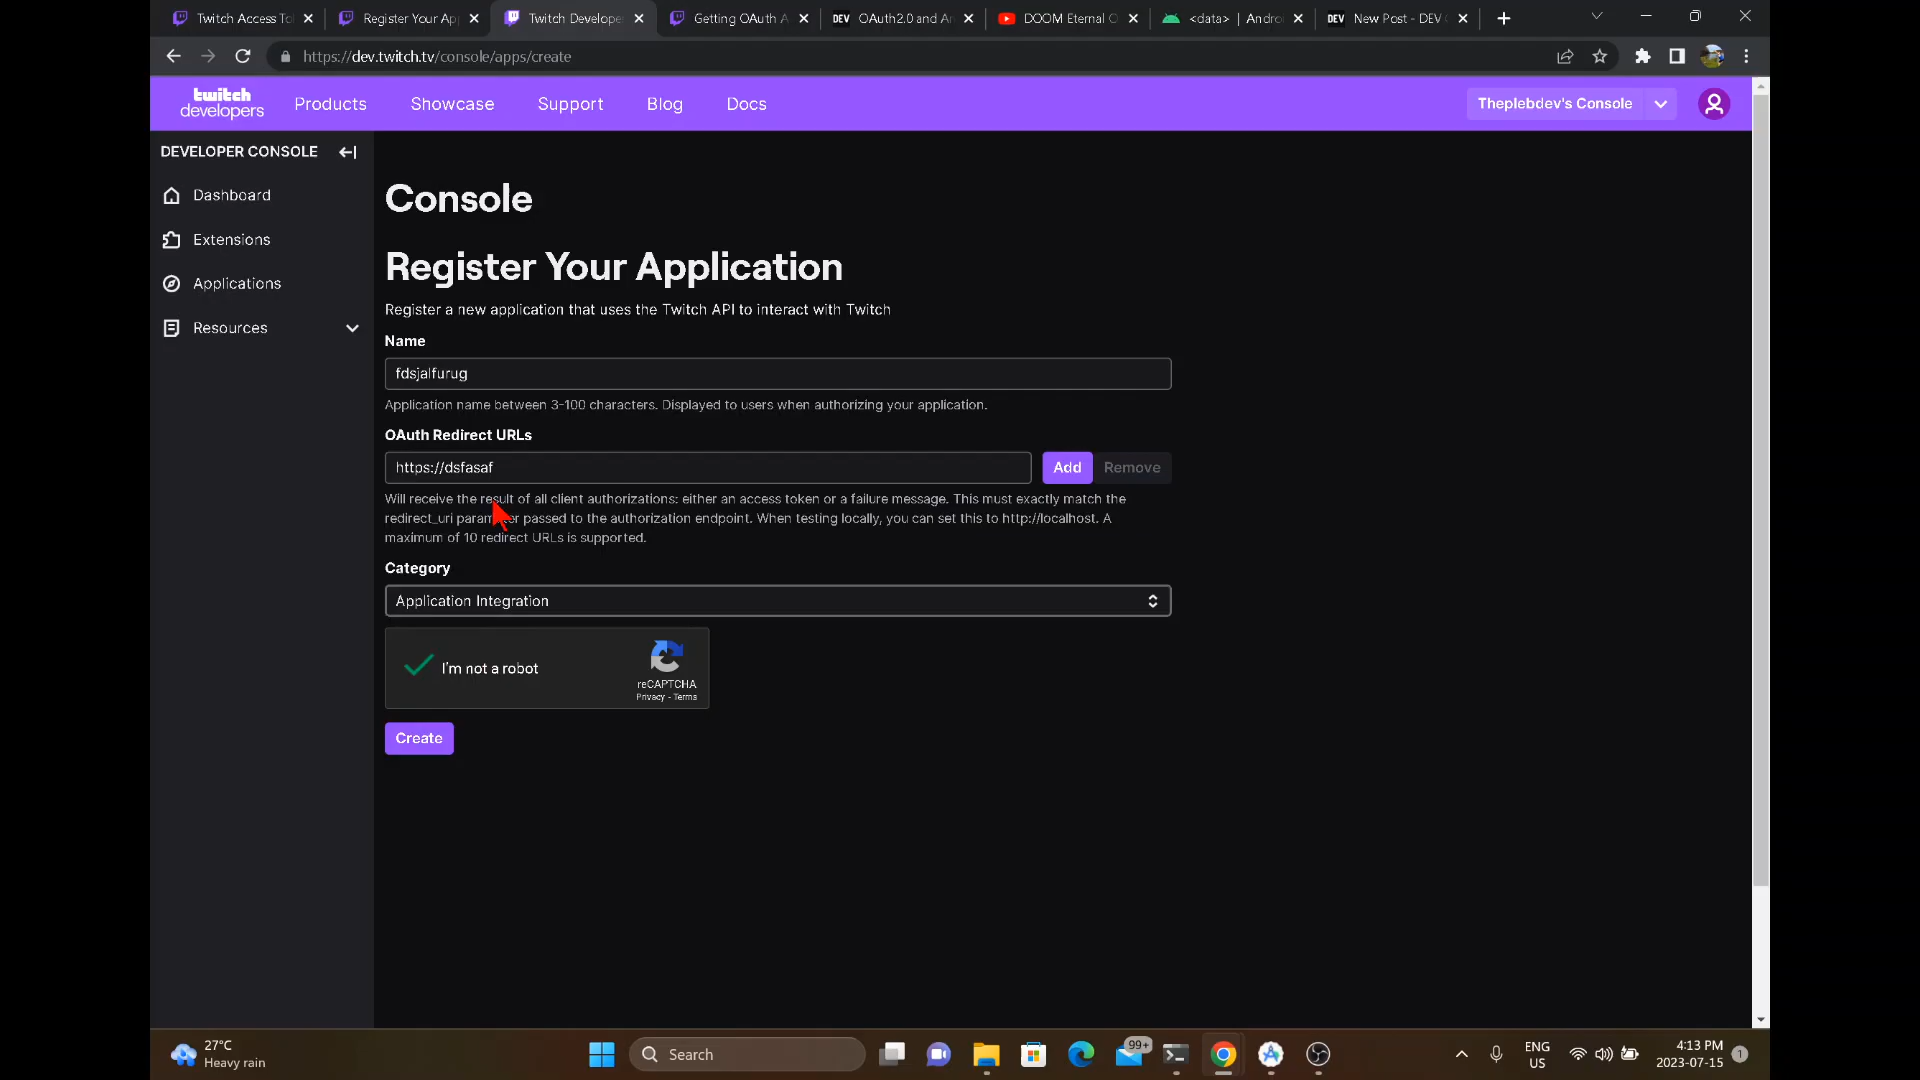 Twitch Access To
Register Your Ap
Twitch Develope
Getting OAuth A
DEV OAuth2.0 and An
DOOM Eternal O
<data> | Andro
DEV New Post - DEV
https://dev.twitch.tv/console/apps/create
twitch
developers
Products
Showcase
Support
Blog
Docs
Theplebdev's Console
DEVELOPER CONSOLE
Dashboard
Extensions
Applications
Resources
Console
Register Your Application
Register a new application that uses the Twitch API to interact with Twitch
Name
fdsjalfurug
Application name between 3-100 characters. Displayed to users when authorizing your application.
OAuth Redirect URLs
https://dsfasaf
Add
Remove
Will receive the result of all client authorizations: either an access token or a failure message. This must exactly match the
redirect_uri parameter passed to the authorization endpoint. When testing locally, you can set this to http://localhost. A
maximum of 10 redirect URLs is supported.
Category
Application Integration
I'm not a robot
reCAPTCHA
Privacy - Terms
Create
27°C
Heavy rain
Search
99+
ENG
US
4:13 PM
2023-07-15
1